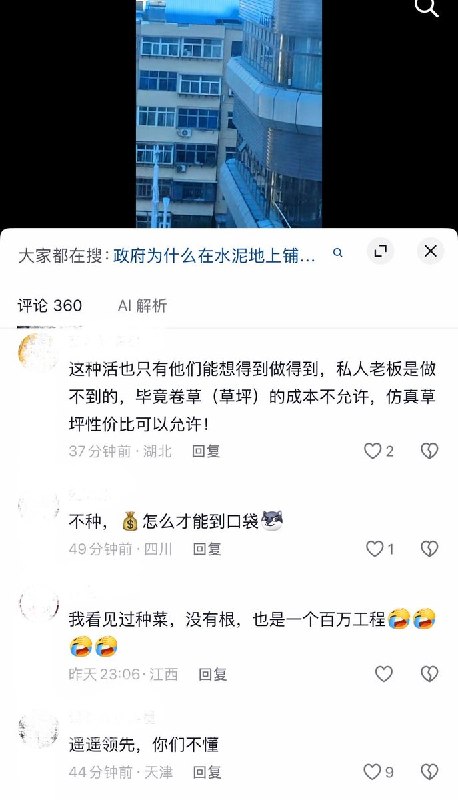 大家都在搜：政府为什么在水泥地上铺...
评论 360 AI 解析
这种活也只有他们能想得到做得到，私人老板是做
不到的，毕竟卷草（草坪）的成本不允许，仿真草
坪性价比可以允许！
37分钟前 · 湖北 回复 2
不种，💰怎么才能到口袋🦝
49分钟前 · 四川 回复 1
我看见过种菜，没有根，也是一个百万工程🤣🤣
🤣🤣
昨天23:06 · 江西 回复
遥遥领先，你们不懂
44分钟前 · 天津 回复 9